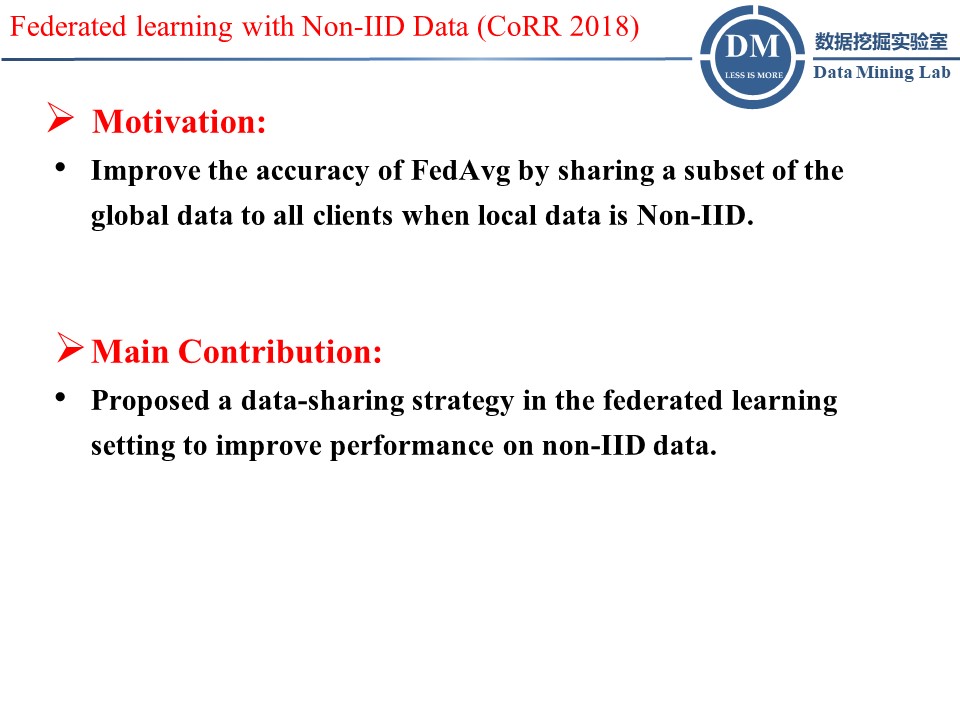 Federated learning with Non-IID Data (CoRR 2018)
DM
LESS IS MORE
数据挖掘实验室
Data Mining Lab
➢ Motivation:
• Improve the accuracy of FedAvg by sharing a subset of the
global data to all clients when local data is Non-IID.
➢ Main Contribution:
• Proposed a data-sharing strategy in the federated learning
setting to improve performance on non-IID data.